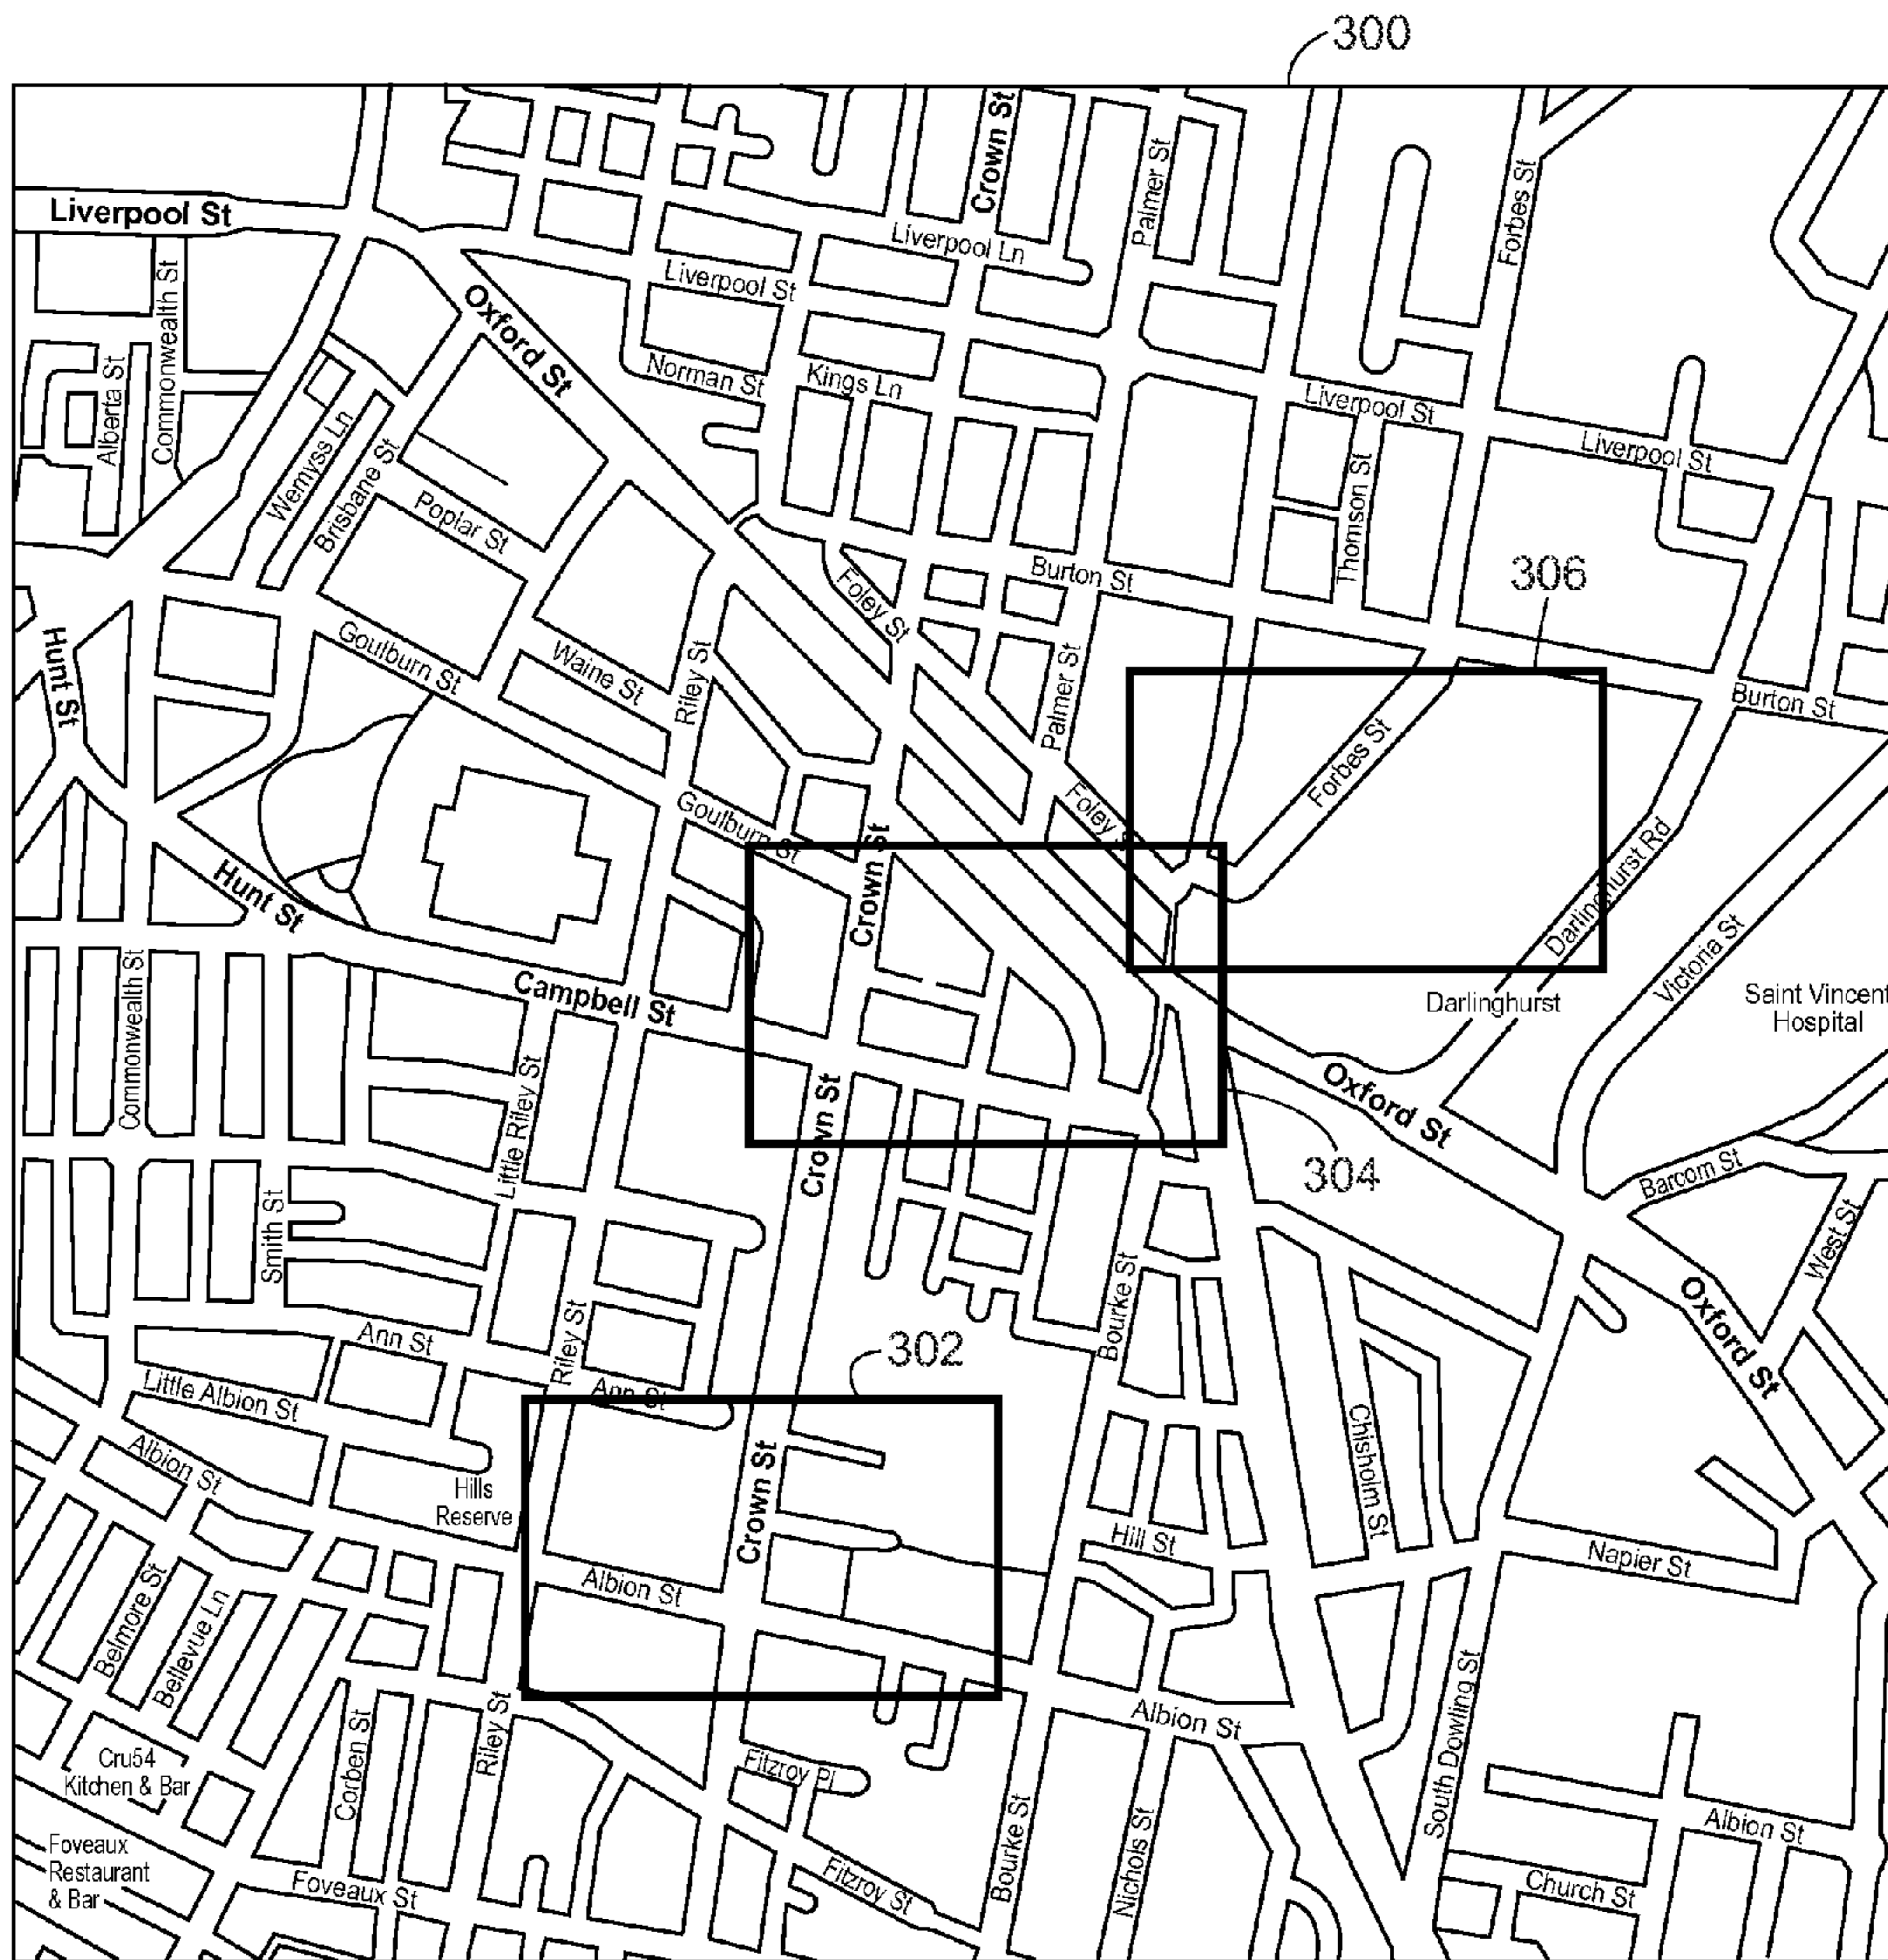 300
Liverpool St
Crown St
Palmer St
Forbes St
Liverpool Ln
Liverpool St
Commonwealth St
Alberta St
Oxford St
Norman St
Kings Ln
Liverpool St
Liverpool St
Wemyss Ln
Brisbane St
Poplar St
Thomson St
Burton St
306
Foley St
Hunt St
Goulburn St
Waine St
Riley St
Palmer St
Burton St
Forbes St
Foley St
Goulburn St
Crown St
Darlinghurst Rd
Hunt St
Victoria St
Commonwealth St
Campbell St
Darlinghurst
Saint Vincent
Hospital
Little Riley St
Crown St
Oxford St
304
Crown St
Barcom St
West St
Smith St
Bourke St
Oxford St
Riley St
Ann St
302
Ann St
Little Albion St
Albion St
Crown St
Chisholm St
Hills
Reserve
Hill St
Napier St
Belmore St
Bellevue Ln
Albion St
South Dowling St
Riley St
Albion St
Corben St
Cru54
Kitchen & Bar
Fitzroy Pl
Bourke St
Nichols St
Albion St
Foveaux
Restaurant
& Bar
Foveaux St
Fitzroy St
Church St